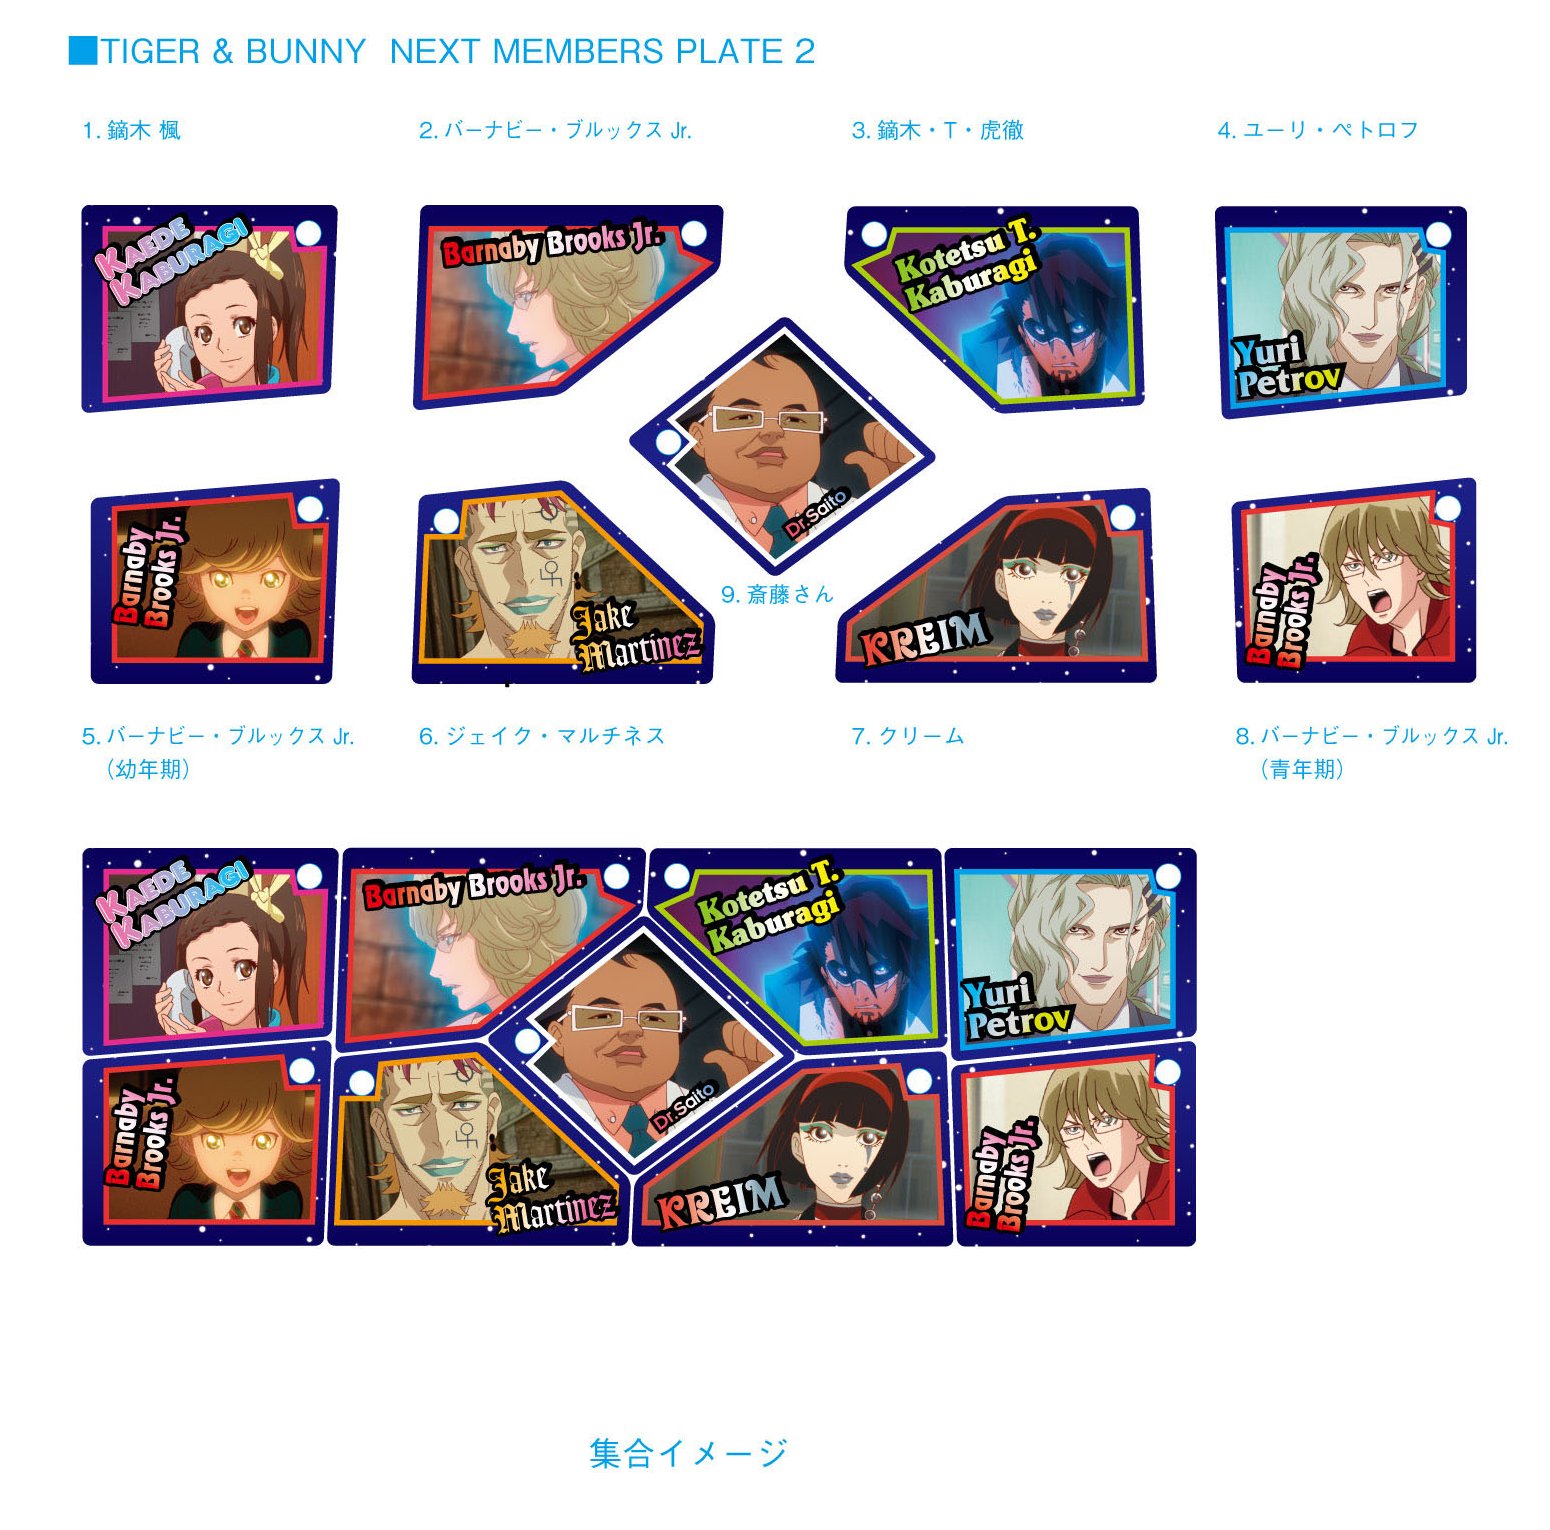 ■TIGER & BUNNY NEXT MEMBERS PLATE 2
1. 鏑木 楓
2. バーナビー・ブルックス Jr.
3. 鏑木・T・虎徹
4. ユーリ・ペトロフ
KAEDE
KABURAGI
Barnaby Brooks Jr.
Kotetsu T.
Kaburagi
Yuri
Petrov
Dr.Saito
9. 斎藤さん
Barnaby
Brooks Jr.
Jake
Martinez
KREIM
Barnaby
Brooks Jr.
5. バーナビー・ブルックス Jr.
（幼年期）
6. ジェイク・マルチネス
7. クリーム
8. バーナビー・ブルックス Jr.
（青年期）
KAEDE
KABURAGI
Barnaby Brooks Jr.
Kotetsu T.
Kaburagi
Yuri
Petrov
Dr.Saito
Barnaby
Brooks Jr.
Jake
Martinez
KREIM
Barnaby
Brooks Jr.
集合イメージ